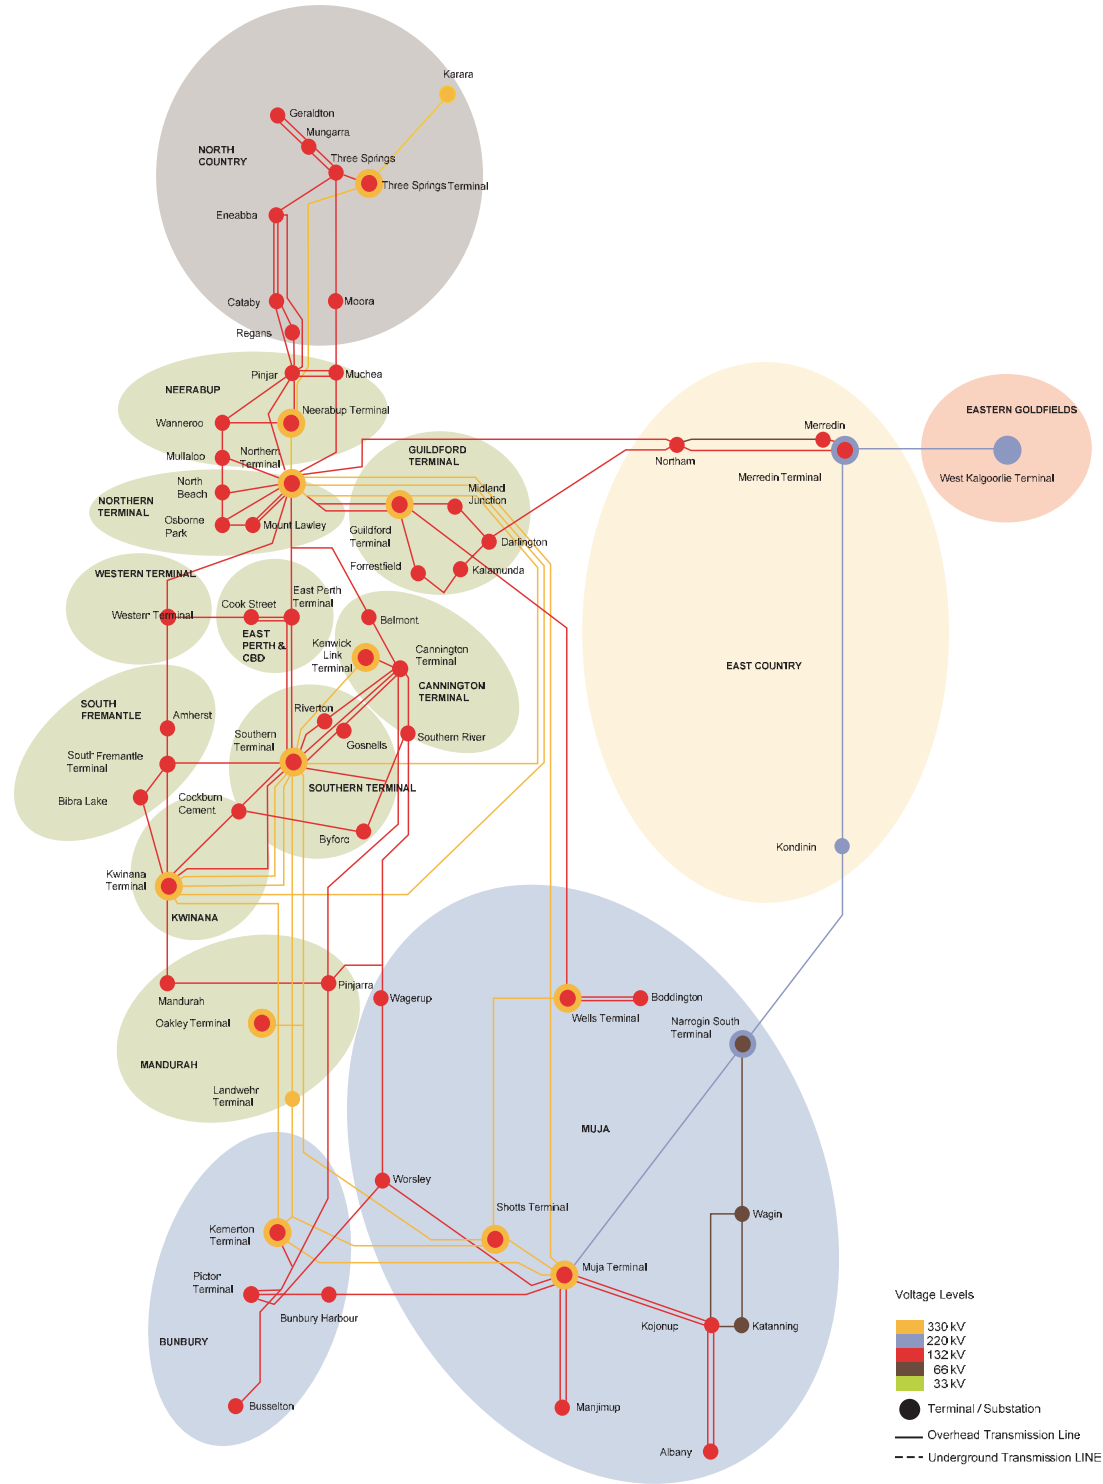 Karara
Geraldton
Mungarra
NORTH
COUNTRY
Three Springs
Three Springs Terminal
Eneabba
Cataby
Moora
Regans
Pinjar
Muchea
NEERABUP
Neerabup Terminal
Wanneroo
Mullaloo
Northern
Terminal
North
Beach
NORTHERN
TERMINAL
Osborne
Park
Mount Lawley
GUILDFORD
TERMINAL
Midland
Junction
Guildford
Terminal
Darlington
Forrestfield
Kalamunda
Northam
Merredin
Merredin Terminal
EASTERN GOLDFIELDS
West Kalgoorlie Terminal
EAST COUNTRY
Kondinin
WESTERN TERMINAL
Western Terminal
Cook Street
East Perth
Terminal
EAST
PERTH &
CBD
Belmont
Kenwick
Link
Terminal
Cannington
Terminal
CANNINGTON
TERMINAL
SOUTH
FREMANTLE
Amherst
South Fremantle
Terminal
Bibra Lake
Riverton
Southern
Terminal
Gosnells
Southern River
SOUTHERN TERMINAL
Cockburn
Cement
Byford
Kwinana
Terminal
KWINANA
Mandurah
Pinjarra
Oakley Terminal
MANDURAH
Landwehr
Terminal
Wagerup
Wells Terminal
Boddington
Narrogin South
Terminal
MUJA
Worsley
Shotts Terminal
Wagin
Kemerton
Terminal
Muja Terminal
Picton
Terminal
Bunbury Harbour
BUNBURY
Kojonup
Katanning
Busselton
Manjimup
Albany
Voltage Levels
330 kV
220 kV
132 kV
66 kV
33 kV
Terminal / Substation
Overhead Transmission Line
Underground Transmission LINE